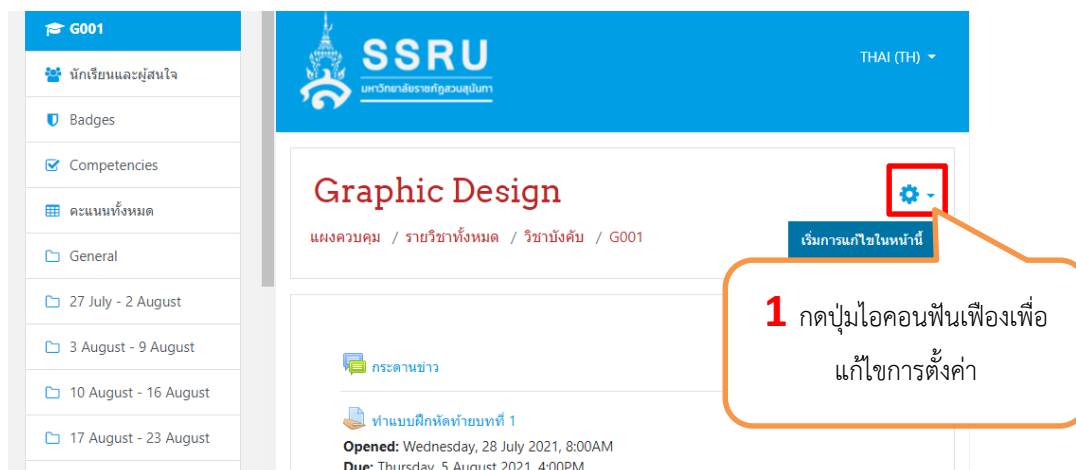 G001
นักเรียนและผู้สนใจ
Badges
Competencies
คะแนนทั้งหมด
General
27 July - 2 August
3 August - 9 August
10 August - 16 August
17 August - 23 August
SSRU
มหาวิทยาลัยราชภัฏสวนสุนันทา
THAI (TH)
Graphic Design
แผงควบคุม / รายวิชาทั้งหมด / วิชาบังคับ / G001
เริ่มการแก้ไขในหน้านี้
1 กดปุ่มไอคอนฟันเฟืองเพื่อ
แก้ไขการตั้งค่า
กระดานข่าว
ทำแบบฝึกหัดท้ายบทที่ 1
Opened: Wednesday, 28 July 2021, 8:00AM
Due: Thursday, 5 August 2021, 4:00PM